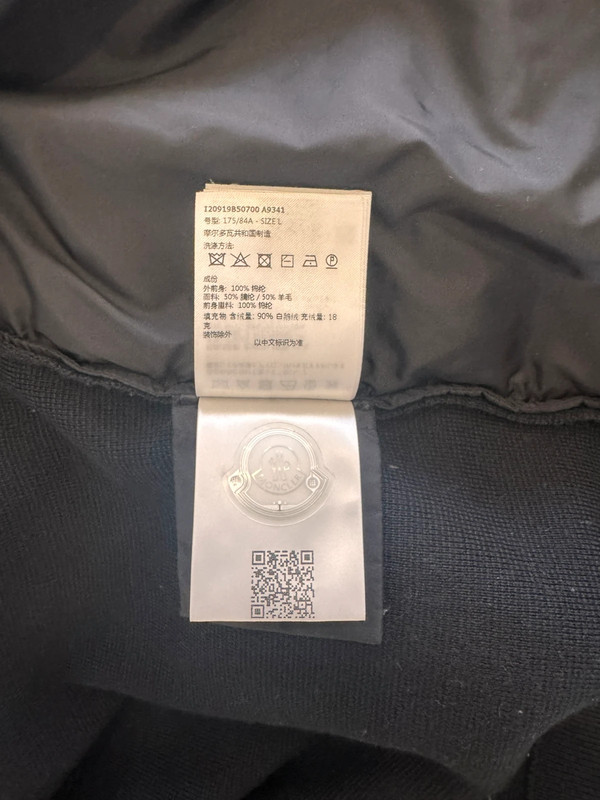 I20919B50700 A9341
号型: 175/84A - SIZE L
摩尔多瓦共和国制造
洗涤方法:
成份
外前身: 100% 锦纶
面料: 50% 腈纶 / 50% 羊毛
前身里料: 100% 锦纶
填充物 含绒量: 90% 白鹅绒 充绒量: 18
克
装饰除外
以中文标识为准
MONCLER